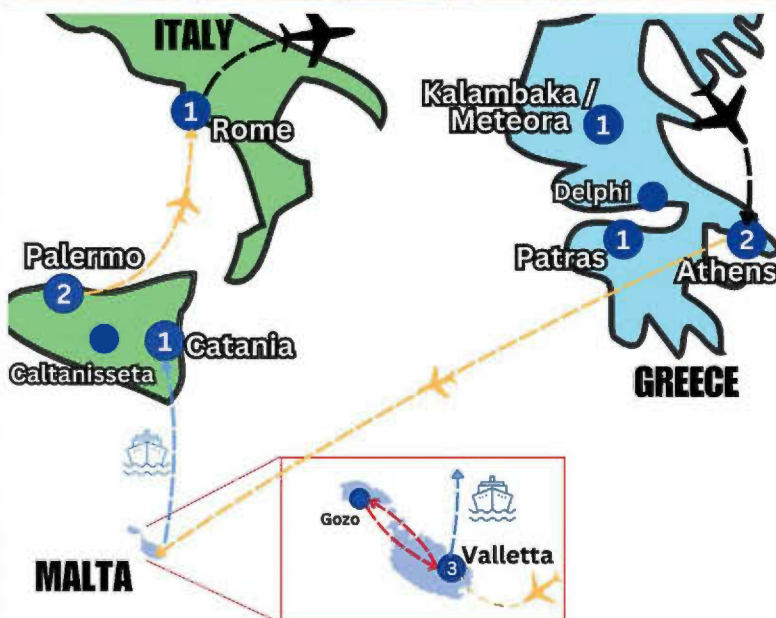 ITALY
1
Rome
Kalambaka /
Meteora
1
Delphi
Patras
1
2
Athens
GREECE
Palermo
2
1
Catania
Caltanisseta
MALTA
Gozo
3
Valletta